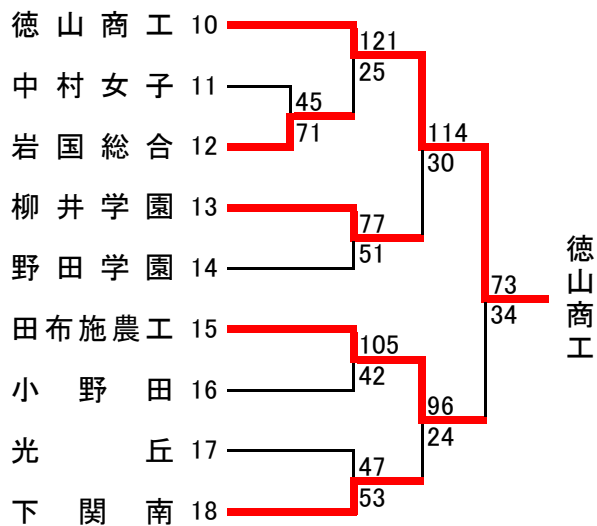 徳山商工 10
中村女子 11
岩国総合 12
柳井学園 13
野田学園 14
田布施農工 15
小野田 16
光丘 17
下関南 18
45
71
121
25
77
51
105
42
47
53
114
30
96
24
73
34
徳山商工